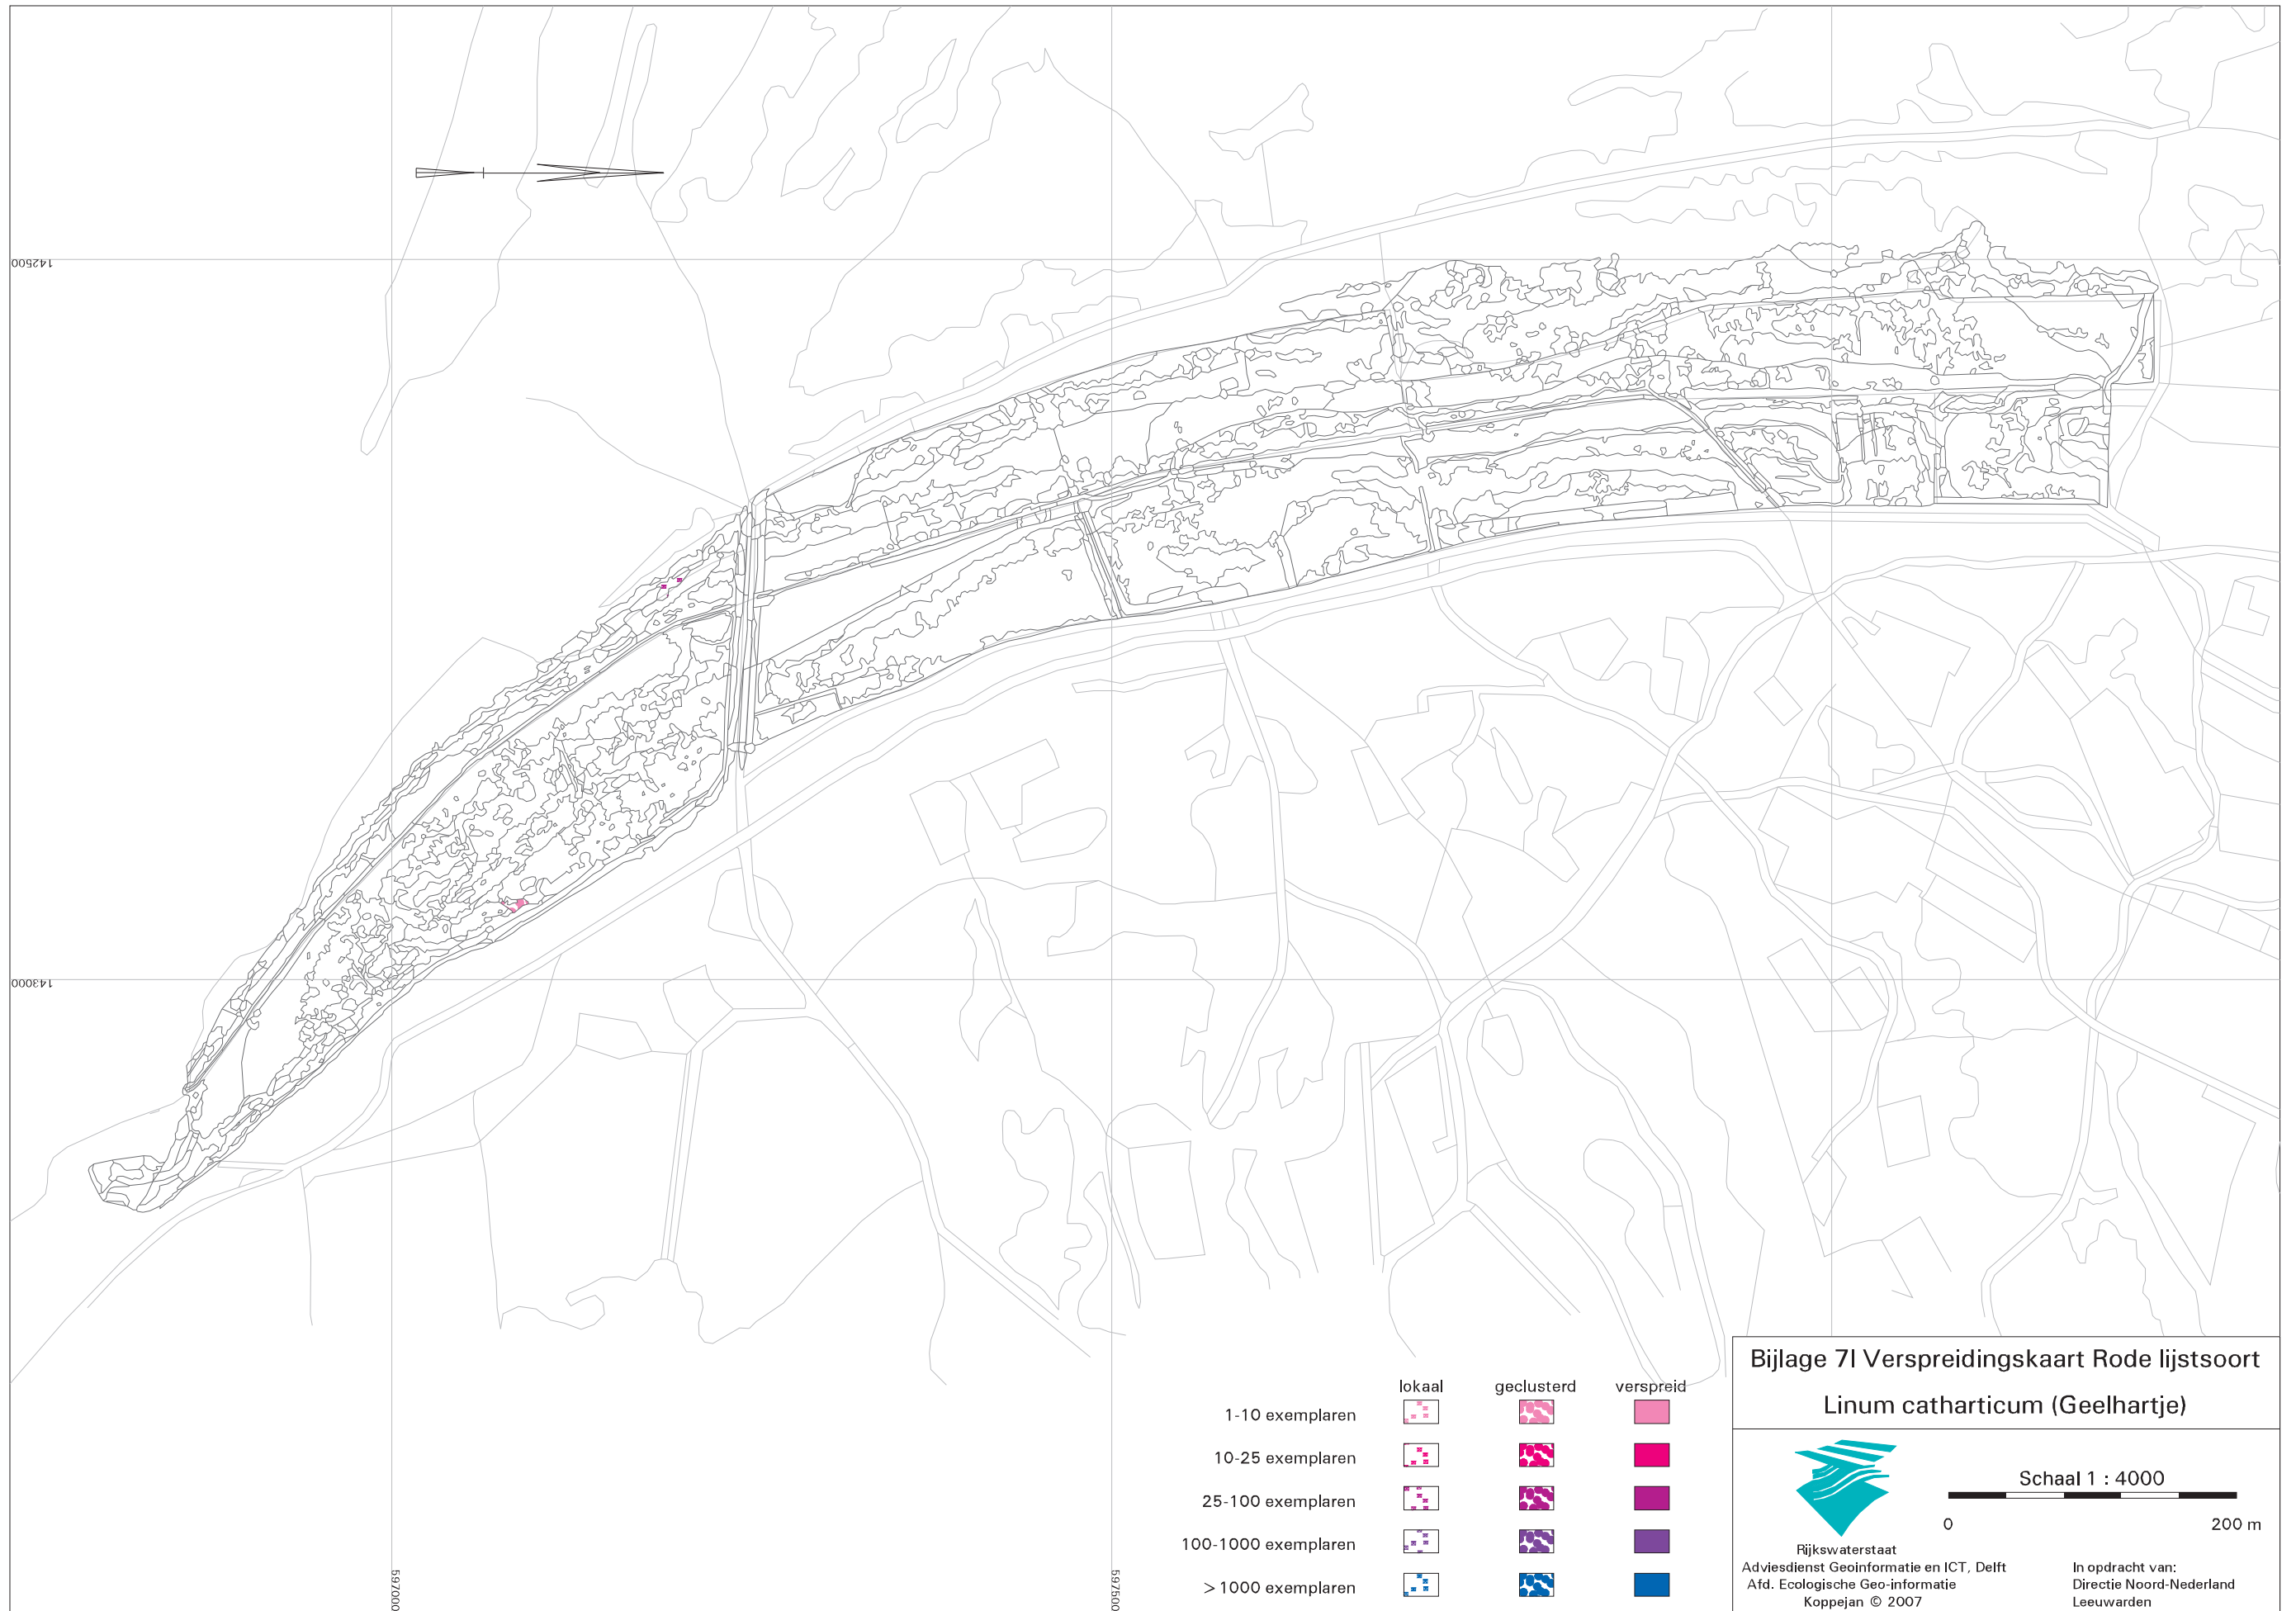 142500
143000
597000
597500
lokaal geclusterd verspreid
1-10 exemplaren
10-25 exemplaren
25-100 exemplaren
100-1000 exemplaren
> 1000 exemplaren
Bijlage 7l Verspreidingskaart Rode lijstsoort
Linum catharticum (Geelhartje)
Schaal 1 : 4000
0 200 m
Rijkswaterstaat
Adviesdienst Geoinformatie en ICT, Delft
Afd. Ecologische Geo-informatie
Koppejan © 2007
In opdracht van:
Directie Noord-Nederland
Leeuwarden